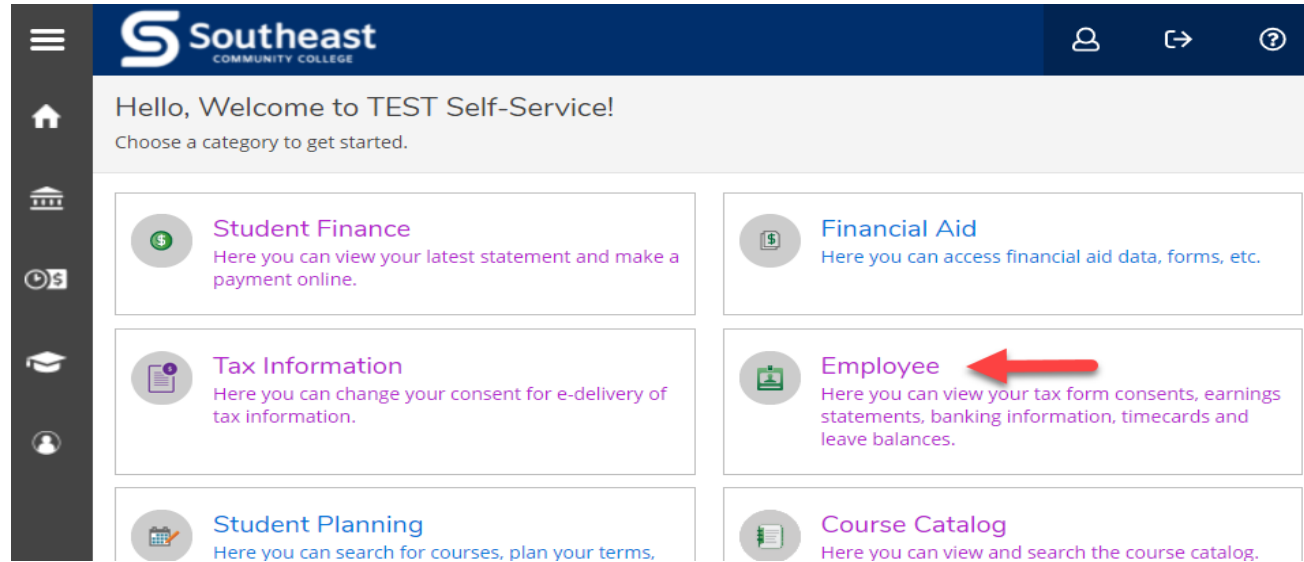 Southeast
COMMUNITY COLLEGE
Hello, Welcome to TEST Self-Service!
Choose a category to get started.
Student Finance
Here you can view your latest statement and make a
payment online.
Financial Aid
Here you can access financial aid data, forms, etc.
Tax Information
Here you can change your consent for e-delivery of
tax information.
Employee
Here you can view your tax form consents, earnings
statements, banking information, timecards and
leave balances.
Student Planning
Here you can search for courses, plan your terms,
Course Catalog
Here you can view and search the course catalog.